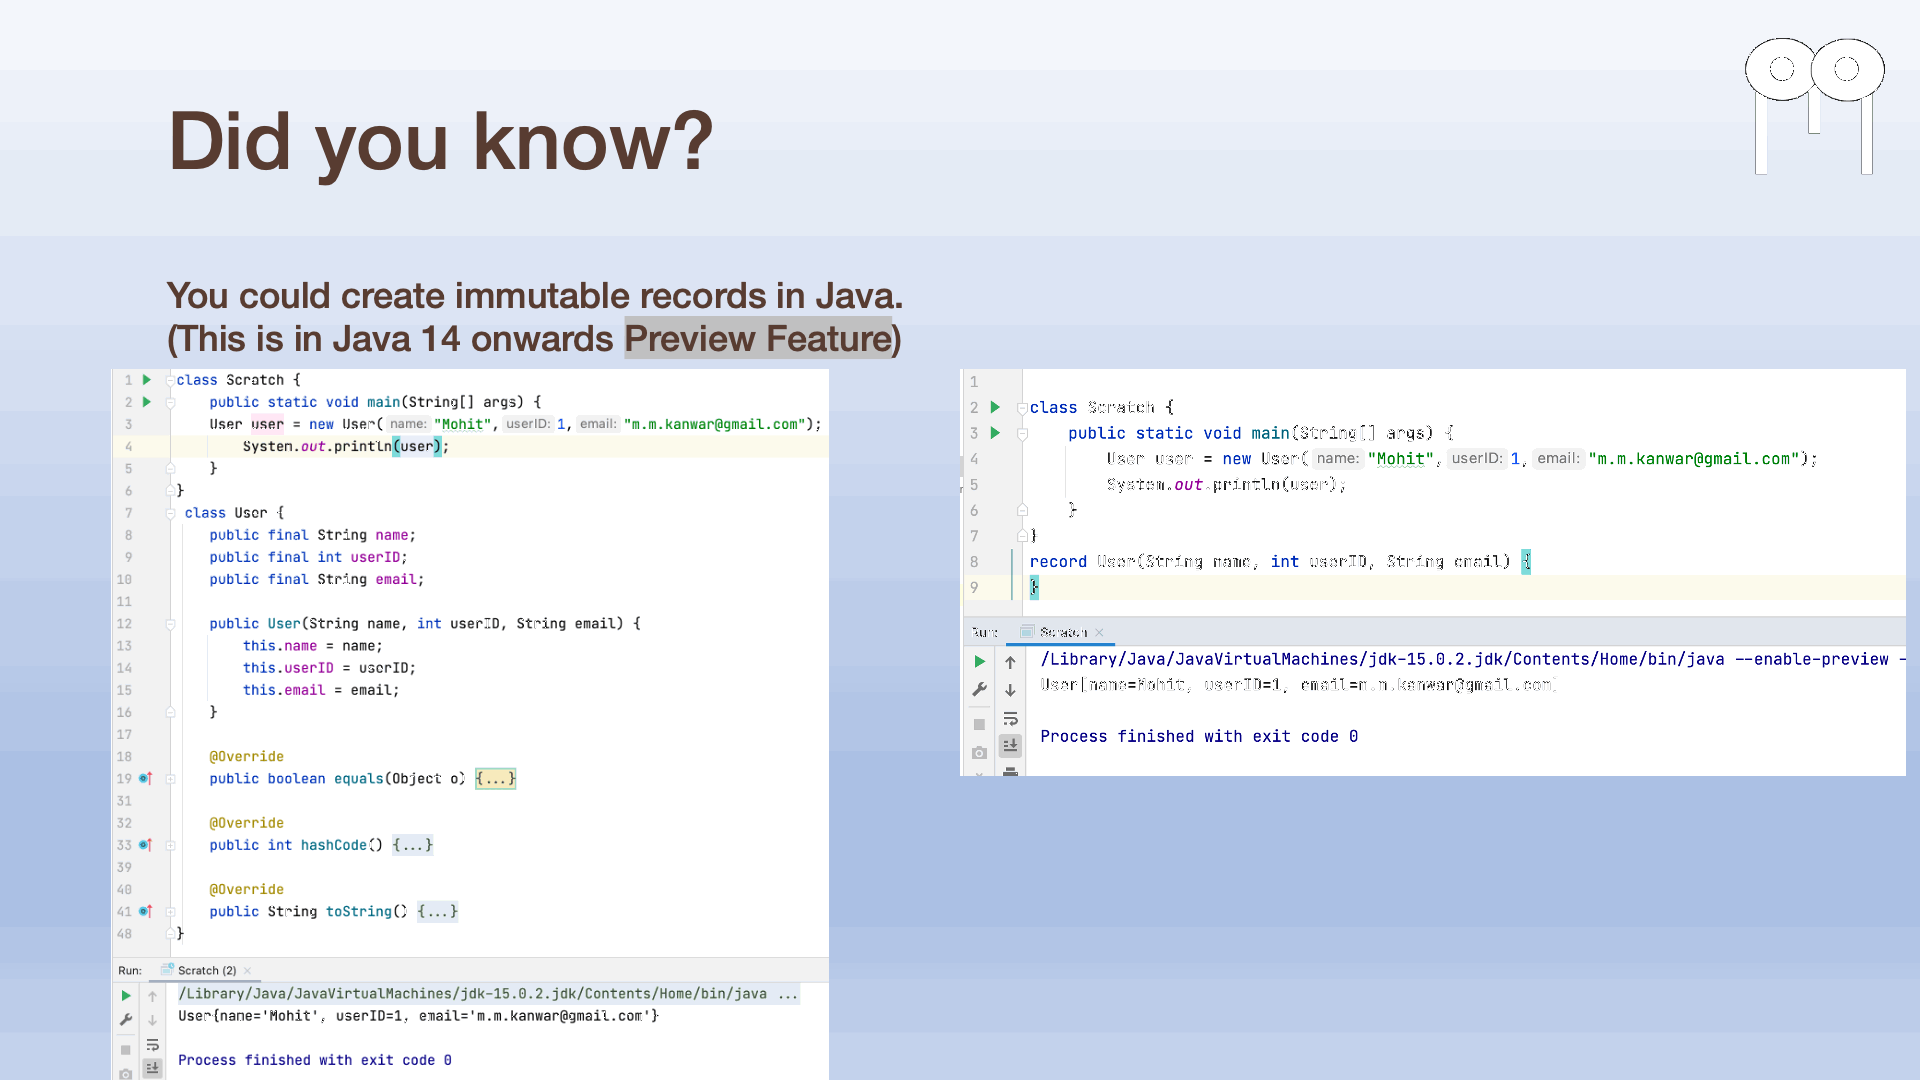 Did you know?
You could create immutable records in Java.
(This is in Java 14 onwards Preview Feature)
1 class Scratch {
2 public static void main(String[] args) {
3 User user = new User( name: "Mohit", userID: 1, email: "m.m.kanwar@gmail.com");
4 System.out.println(user);
5 }
6 }
7 class User {
8 public final String name;
9 public final int userID;
10 public final String email;
11
12 public User(String name, int userID, String email) {
13 this.name = name;
14 this.userID = userID;
15 this.email = email;
16 }
17
18 @Override
19 public boolean equals(Object o) {...}
31
32 @Override
33 public int hashCode() {...}
39
40 @Override
41 public String toString() {...}
48 }
Run: Scratch (2) ×
/Library/Java/JavaVirtualMachines/jdk-15.0.2.jdk/Contents/Home/bin/java ...
User{name='Mohit', userID=1, email='m.m.kanwar@gmail.com'}
Process finished with exit code 0
1
2 class Scratch {
3 public static void main(String[] args) {
4 User user = new User( name: "Mohit", userID: 1, email: "m.m.kanwar@gmail.com");
5 System.out.println(user);
6 }
7 }
8 record User(String name, int userID, String email) {
9 }
Run: Scratch ×
/Library/Java/JavaVirtualMachines/jdk-15.0.2.jdk/Contents/Home/bin/java --enable-preview -
User[name=Mohit, userID=1, email=m.m.kanwar@gmail.com]
Process finished with exit code 0